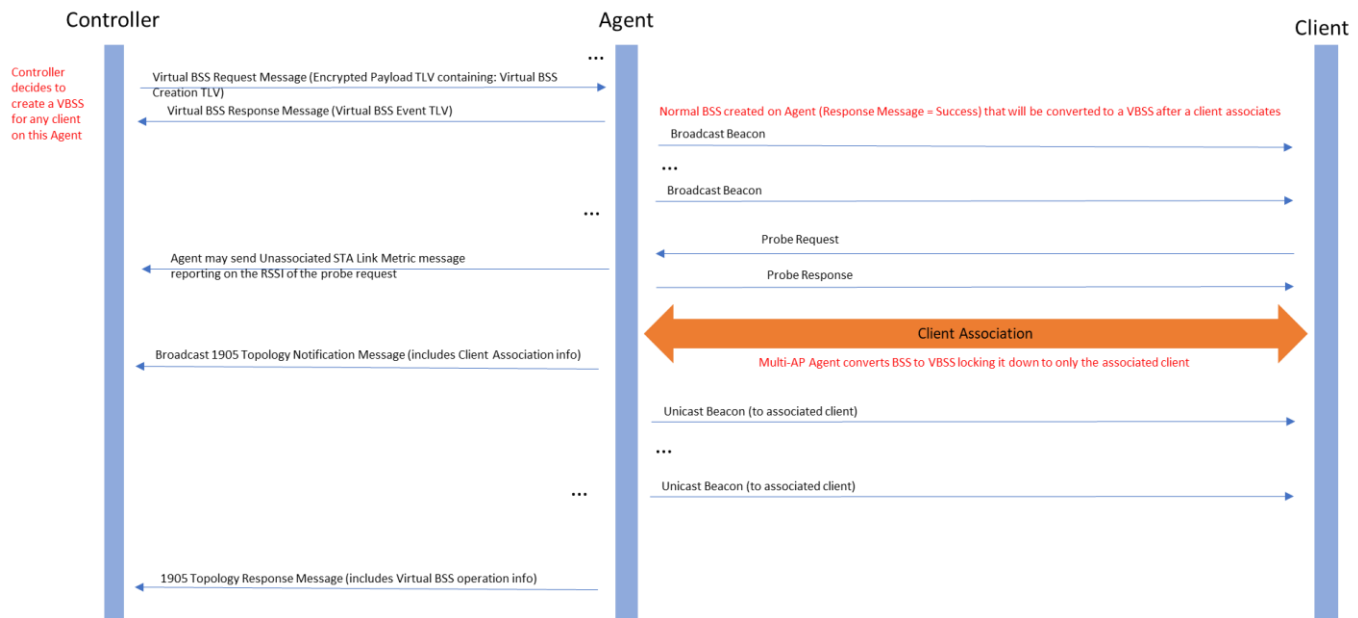 Controller
Agent
Client
...
Controller
decides to
create a VBSS
for any client
on this Agent
Virtual BSS Request Message (Encrypted Payload TLV containing: Virtual BSS
Creation TLV)
Virtual BSS Response Message (Virtual BSS Event TLV)
Normal BSS created on Agent (Response Message = Success) that will be converted to a VBSS after a client associates
Broadcast Beacon
...
Broadcast Beacon
...
Probe Request
Agent may send Unassociated STA Link Metric message
reporting on the RSSI of the probe request
Probe Response
Client Association
Broadcast 1905 Topology Notification Message (includes Client Association info)
Multi-AP Agent converts BSS to VBSS locking it down to only the associated client
Unicast Beacon (to associated client)
...
Unicast Beacon (to associated client)
...
1905 Topology Response Message (includes Virtual BSS operation info)